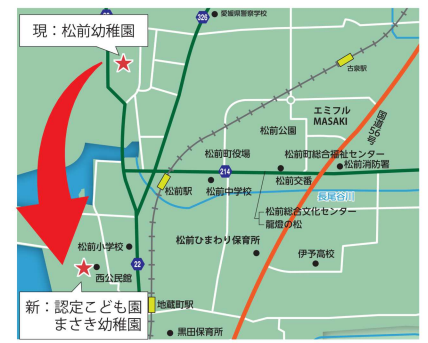 現：松前幼稚園
326
愛媛県警察学校
22
古泉駅
国道56号
エミフル
MASAKI
松前公園
松前町役場
松前町総合福祉センター
松前消防署
214
松前駅
松前中学校
松前交番
長尾谷川
松前総合文化センター
龍燈の松
松前小学校
松前ひまわり保育所
伊予高校
西公民館
22
新：認定こども園
まさき幼稚園
地蔵町駅
黒田保育所